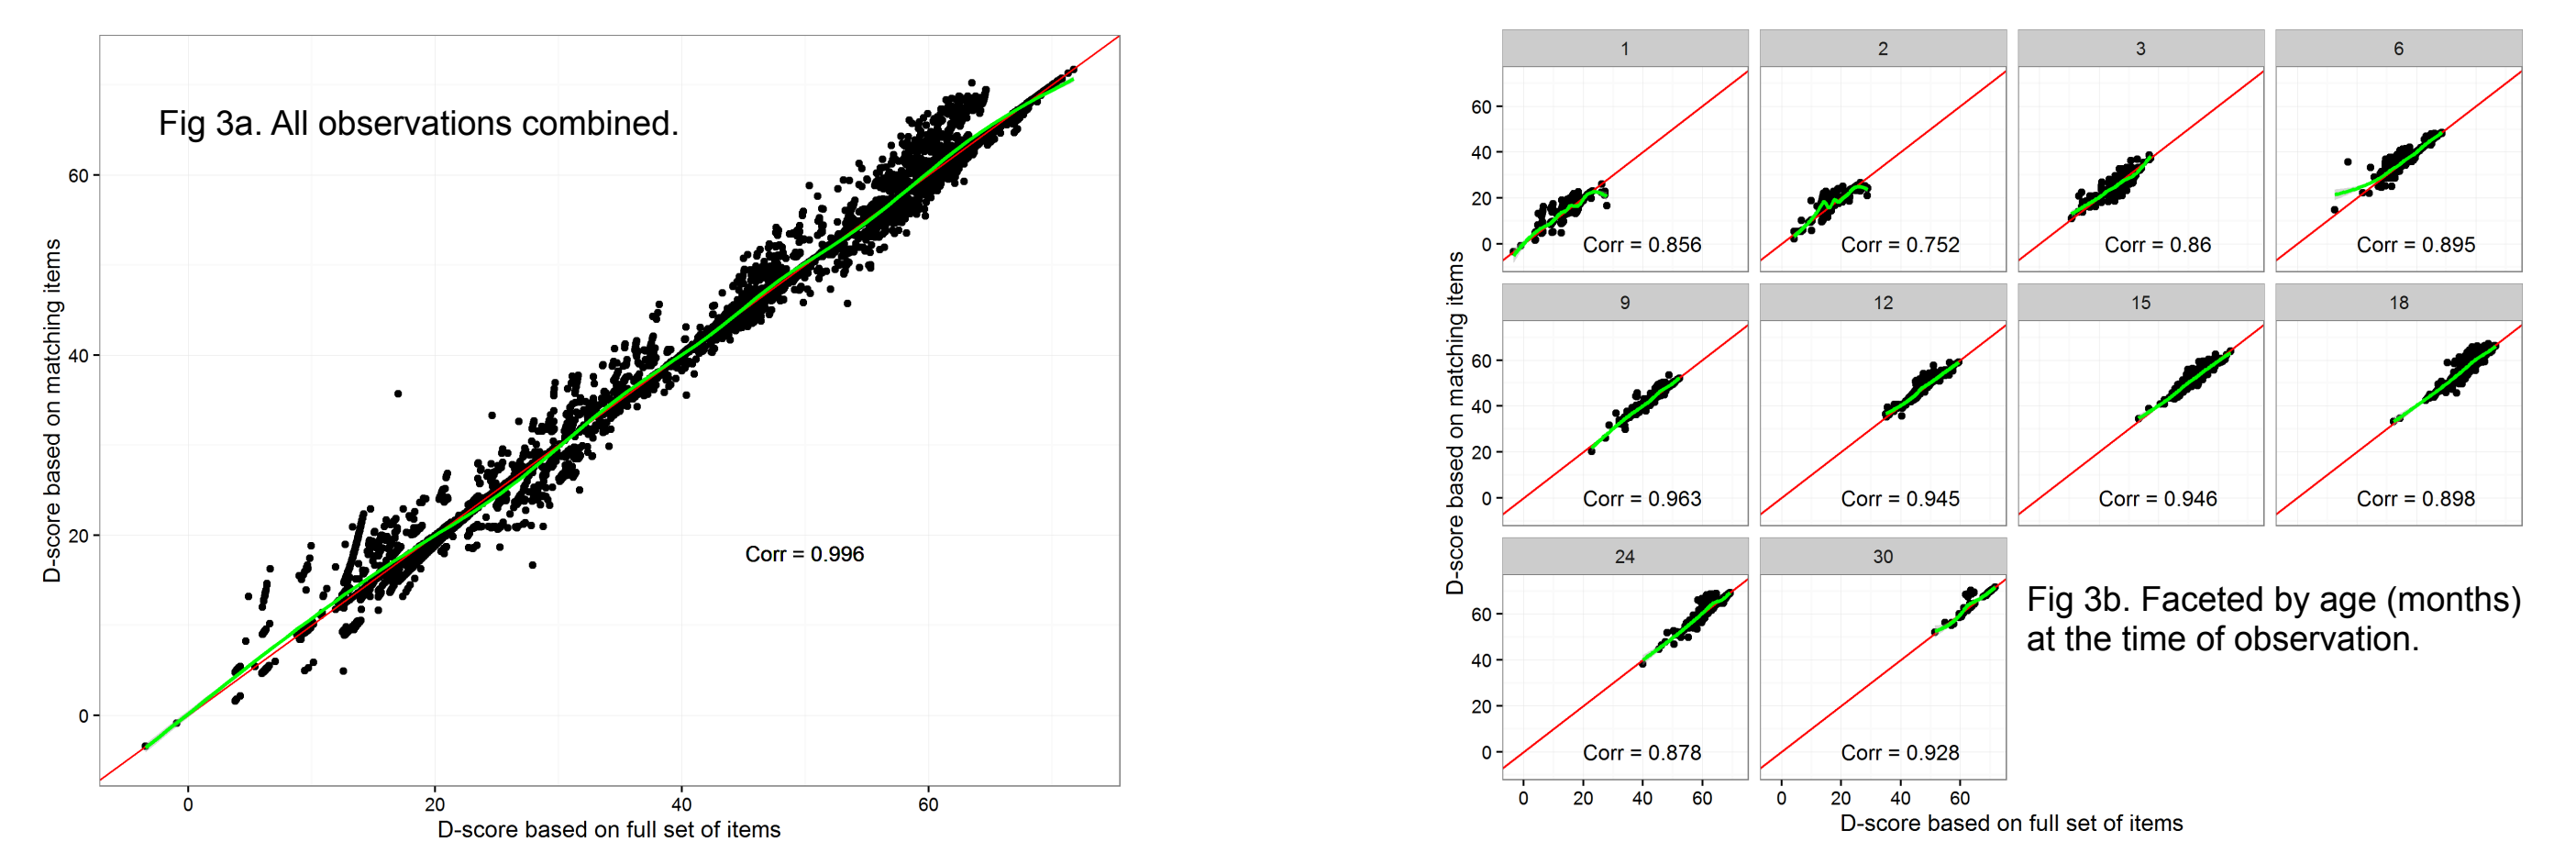 Fig 3a. All observations combined.
D-score based on matching items
60
40
20
0
Corr = 0.996
0 20 40 60
D-score based on full set of items
1 2 3 6
D-score based on matching items
60
40
20
0
Corr = 0.856 Corr = 0.752 Corr = 0.86 Corr = 0.895
9 12 15 18
60
40
20
0
Corr = 0.963 Corr = 0.945 Corr = 0.946 Corr = 0.898
24 30
60
40
20
0
Corr = 0.878 Corr = 0.928
Fig 3b. Faceted by age (months)
at the time of observation.
0 20 40 60 0 20 40 60
D-score based on full set of items